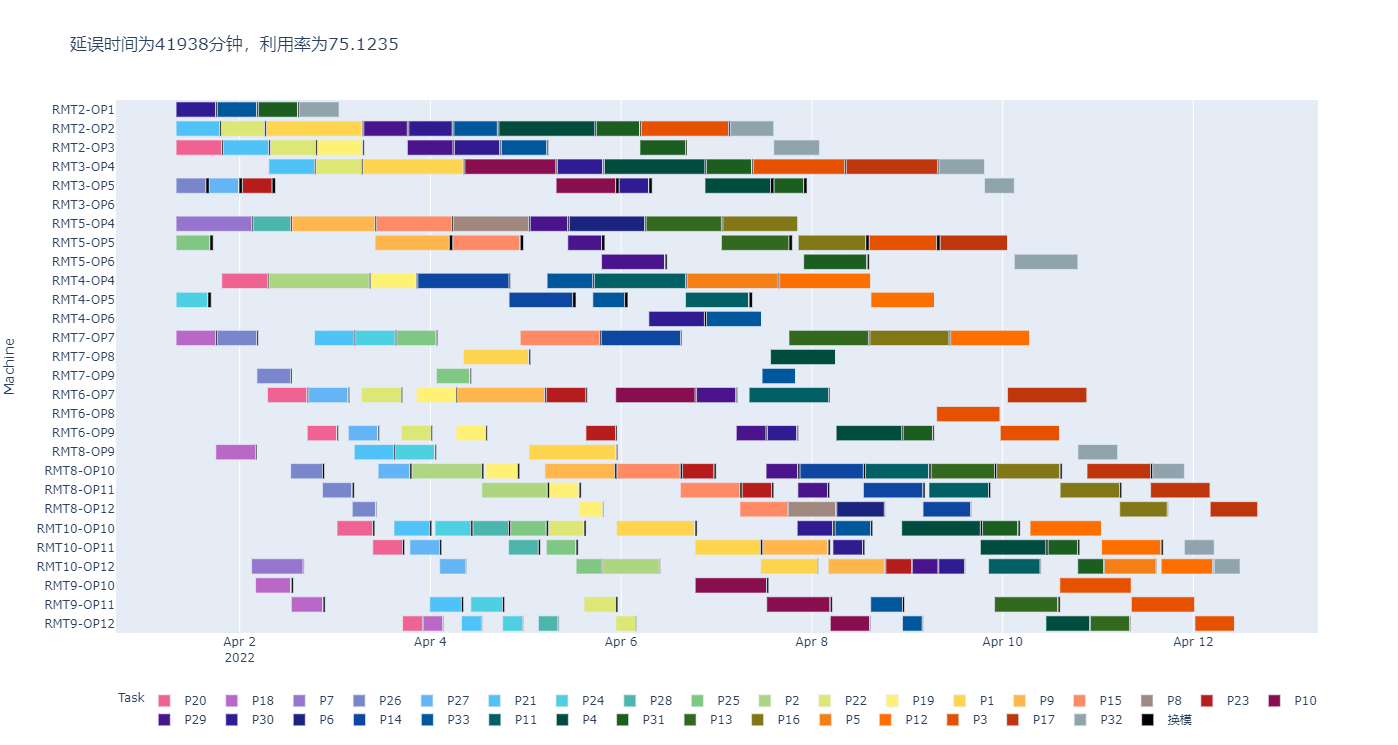 延误时间为41938分钟，利用率为75.1235
Machine
RMT2-OP1
RMT2-OP2
RMT2-OP3
RMT3-OP4
RMT3-OP5
RMT3-OP6
RMT5-OP4
RMT5-OP5
RMT5-OP6
RMT4-OP4
RMT4-OP5
RMT4-OP6
RMT7-OP7
RMT7-OP8
RMT7-OP9
RMT6-OP7
RMT6-OP8
RMT6-OP9
RMT8-OP9
RMT8-OP10
RMT8-OP11
RMT8-OP12
RMT10-OP10
RMT10-OP11
RMT10-OP12
RMT9-OP10
RMT9-OP11
RMT9-OP12
Apr 2 Apr 4 Apr 6 Apr 8 Apr 10 Apr 12
2022
Task P20 P18 P7 P26 P27 P21 P24 P28 P25 P2 P22 P19 P1 P9 P15 P8 P23 P10
P29 P30 P6 P14 P33 P11 P4 P31 P13 P16 P5 P12 P3 P17 P32 换模